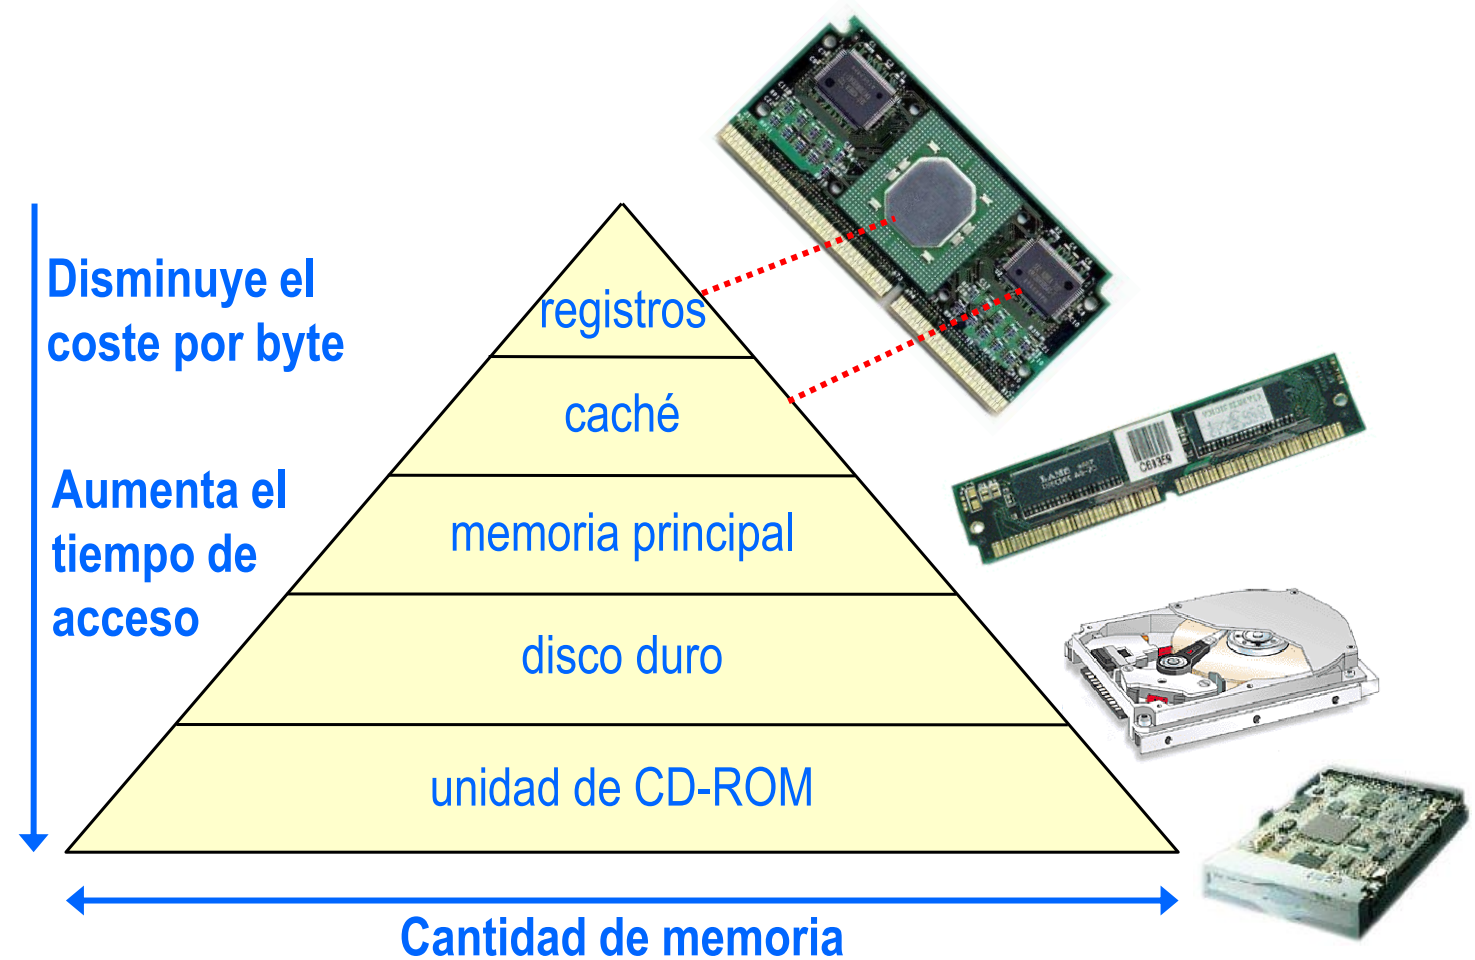 Disminuye el
coste por byte
Aumenta el
tiempo de
acceso
registros
caché
memoria principal
disco duro
unidad de CD-ROM
Cantidad de memoria
C6X3E9